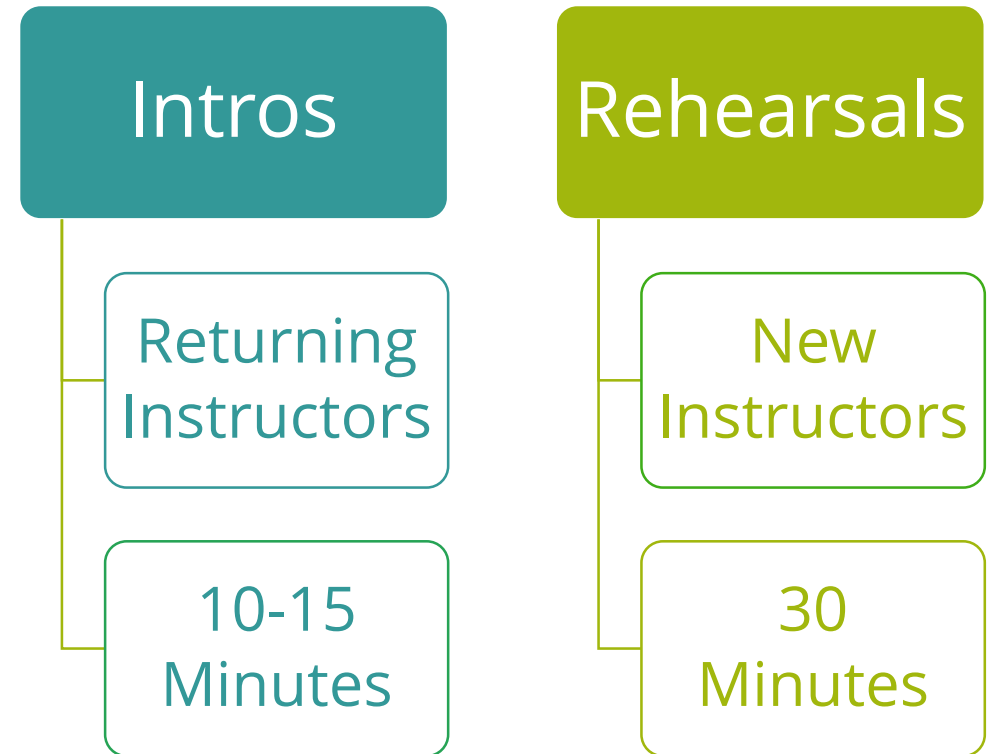 Intros
Returning
Instructors
10-15
Minutes
Rehearsals
New
Instructors
30
Minutes